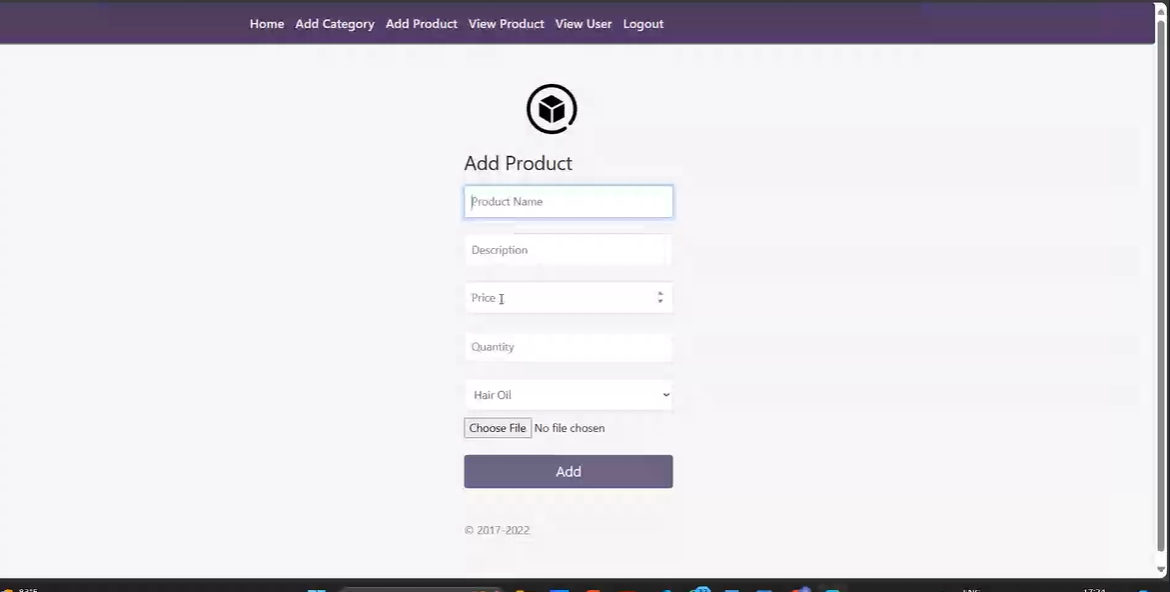 Home Add Category Add Product View Product View User Logout
Add Product
Product Name
Description
Price
Quantity
Hair Oil
Choose File No file chosen
Add
© 2017-2022